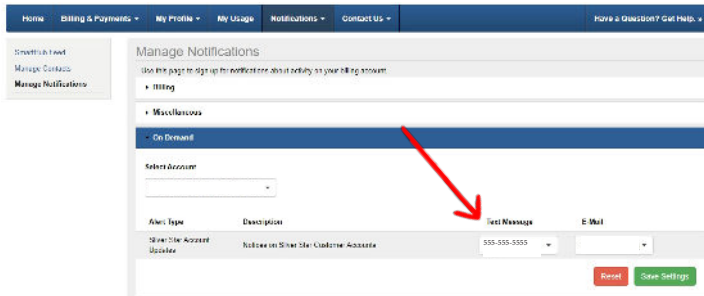 Home Billing & Payments My Profile My Usage Notifications Contact Us Have a Question? Get Help. »
SmartHub Feed
Manage Contacts
Manage Notifications
Manage Notifications
Use this page to sign up for notifications about activity on your billing account.
Billing
Miscellaneous
On Demand
Select Account
Alert Type Description Text Message E-Mail
Silver Star Account Updates Notices on Silver Star Customer Accounts 555-555-5555
Reset Save Settings